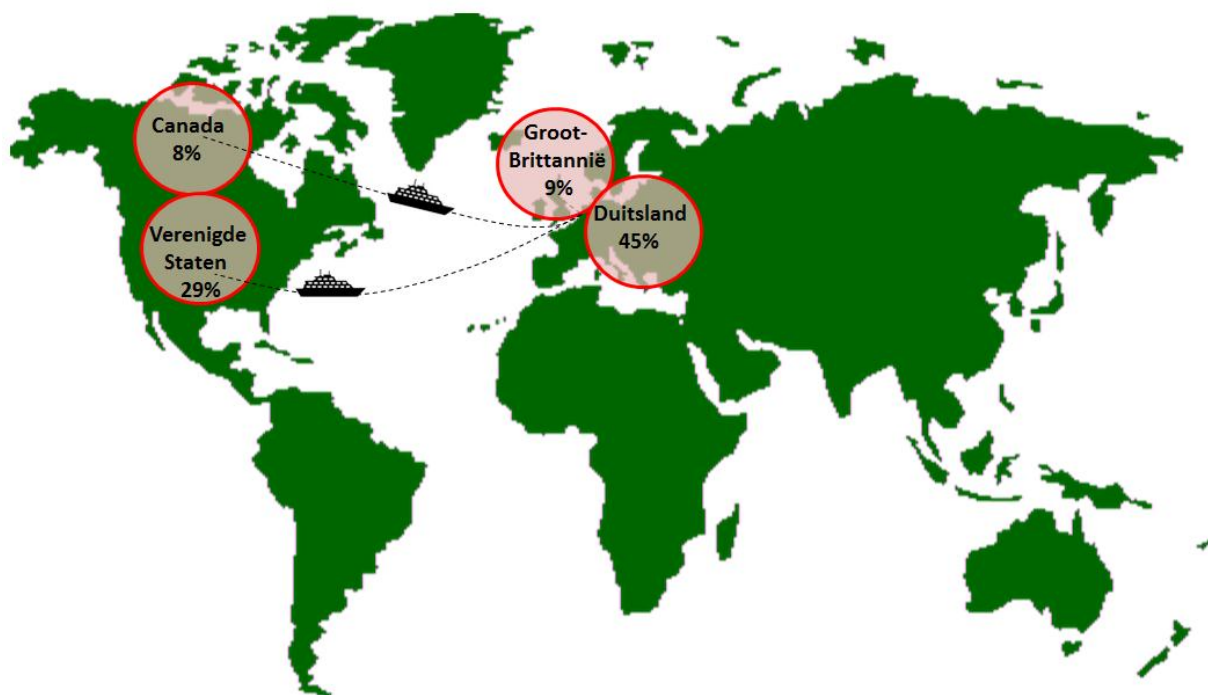 Canada
8%
Verenigde
Staten
29%
Groot-
Brittannië
9%
Duitsland
45%